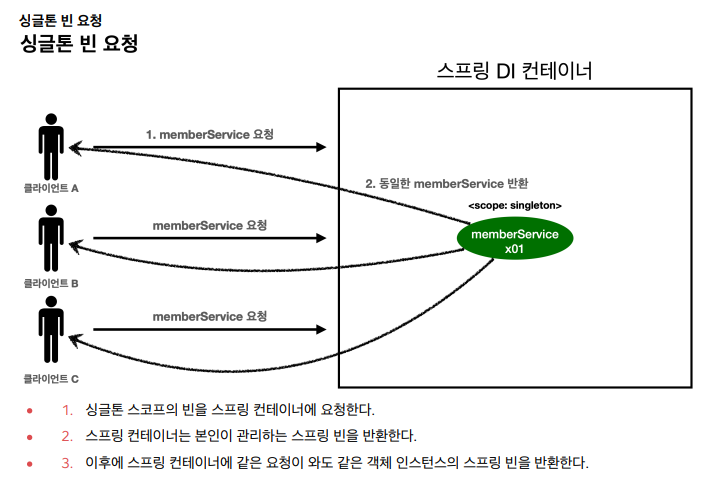 싱글톤 빈 요청
싱글톤 빈 요청
스프링 DI 컨테이너
1. memberService 요청
클라이언트 A
2. 동일한 memberService 반환
<scope: singleton>
memberService
x01
memberService 요청
클라이언트 B
memberService 요청
클라이언트 C
• 1. 싱글톤 스코프의 빈을 스프링 컨테이너에 요청한다.
• 2. 스프링 컨테이너는 본인이 관리하는 스프링 빈을 반환한다.
• 3. 이후에 스프링 컨테이너에 같은 요청이 와도 같은 객체 인스턴스의 스프링 빈을 반환한다.